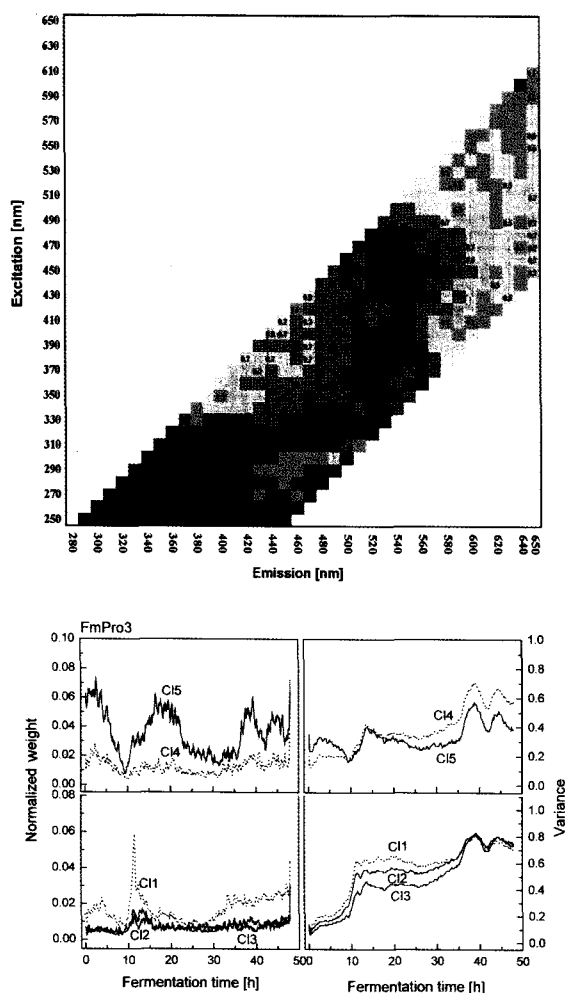 650
630
610
590
570
550
530
510
490
470
450
430
410
390
370
350
330
310
290
270
250
Excitation [nm]
280 300 320 340 360 380 400 420 440 460 480 500 520 540 560 580 600 620 640 650
Emission [nm]
FmPro3
0.10
0.08
0.06
0.04
0.02
0.00
Cl5
Cl4
1.0
0.8
0.6
0.4
0.2
0.0
Cl4
Cl5
Normalized weight
Variance
0.08
0.06
0.04
0.02
0.00
Cl1
Cl2
Cl3
0.8
0.6
0.4
0.2
0.0
Cl1
Cl2
Cl3
0 10 20 30 40 50
0 10 20 30 40 50
Fermentation time [h]
Fermentation time [h]